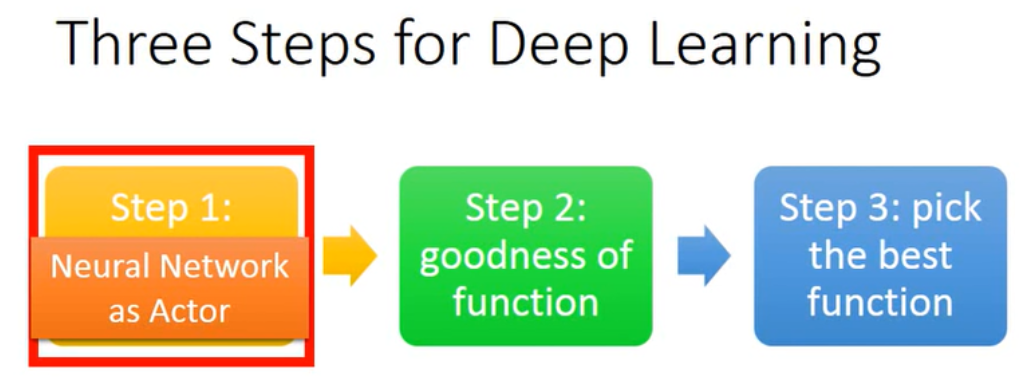 Three Steps for Deep Learning
Step 1:
Neural Network
as Actor
Step 2:
goodness of
function
Step 3: pick
the best
function